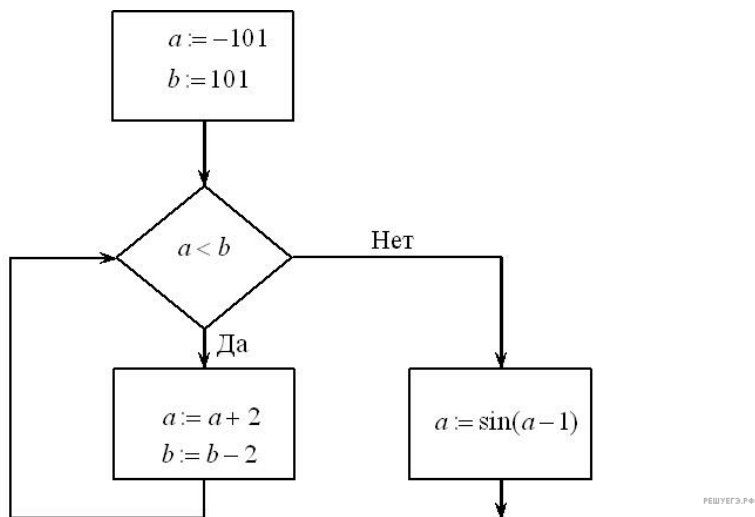 a := −101
b := 101
a < b
Нет
Да
a := a + 2
b := b − 2
a := sin(a − 1)
РЕШУЕГЭ.РФ